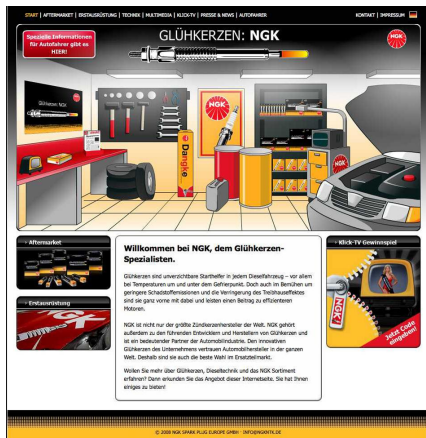 START | AFTERMARKET | ERSTAUSRÜSTUNG | TECHNIK | MULTIMEDIA | KLICK-TV | PRESSE & NEWS | AUTOFAHRER
KONTAKT | IMPRESSUM
Spezielle Informationen
für Autofahrer gibt es
HIER!
GLÜHKERZEN: NGK
NGK
Glühkerzen: NGK
NGK
Dangke
NGK
› Aftermarket
› Erstausrüstung
Willkommen bei NGK, dem Glühkerzen-
Spezialisten.
Glühkerzen sind unverzichtbare Starthelfer in jedem Dieselfahrzeug – vor allem
bei Temperaturen um und unter dem Gefrierpunkt. Doch auch im Bemühen um
geringere Schadstoffemissionen und die Verringerung des Teibhauseffektes
sind sie ganz vorne mit dabei und leisten einen Beitrag zu effizienteren
Motoren.
NGK ist nicht nur der größte Zündkerzenhersteller der Welt. NGK gehört
außerdem zu den führenden Entwicklern und Herstellern von Glühkerzen und
ist ein bedeutender Partner der Automobilindustrie. Den innovativen
Glühkerzen des Unternehmens vertrauen Automobilhersteller in der ganzen
Welt. Deshalb sind sie auch die beste Wahl im Ersatzteilmarkt.
Wollen Sie mehr über Glühkerzen, Dieseltechnik und das NGK Sortiment
erfahren? Dann erkunden Sie das Angebot dieser Internetseite. Sie hat Ihnen
einiges zu bieten!
› Klick-TV Gewinnspiel
NGK
Jetzt Code
eingeben!
© 2008 NGK SPARK PLUG EUROPE GMBH · INFO@NGKNTK.DE